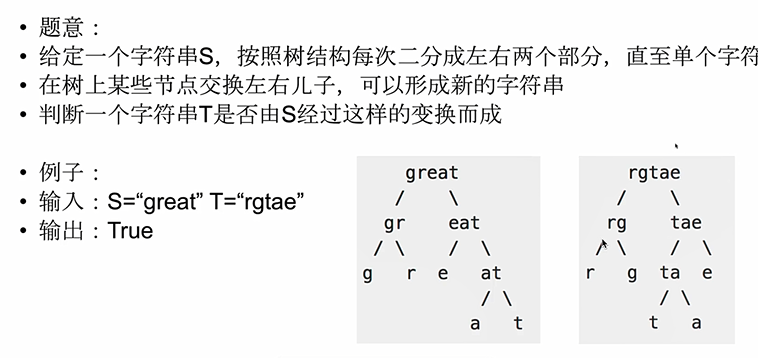 • 题意：
• 给定一个字符串S，按照树结构每次二分成左右两个部分，直至单个字符
• 在树上某些节点交换左右儿子，可以形成新的字符串
• 判断一个字符串T是否由S经过这样的变换而成
• 例子：
• 输入：S=“great” T=“rgtae”
• 输出：True
great
/ \
gr eat
/ \ / \
g r e at
/ \
a t
rgtae
/ \
rg tae
/ \ / \
r g ta e
/ \
t a